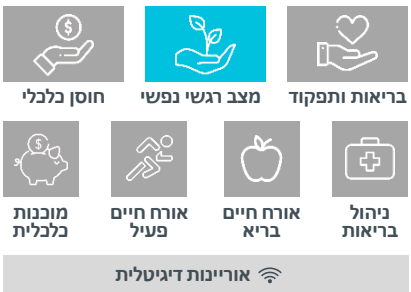 בריאות ותפקוד
מצב רגשי נפשי
חוסן כלכלי
ניהול
בריאות
אורח חיים
בריא
אורח חיים
פעיל
מוכנות
כלכלית
אוריינות דיגיטלית